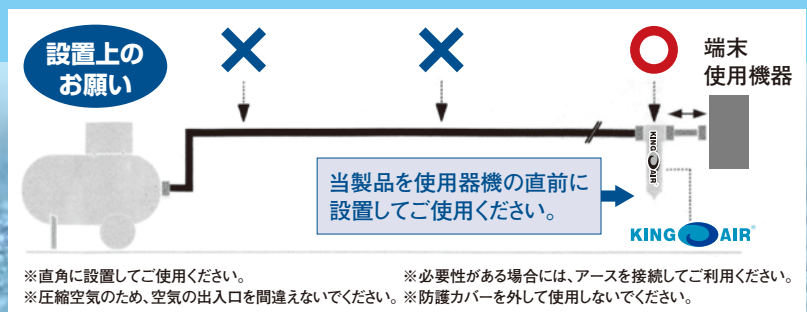 設置上の
お願い
端末
使用機器
KING AIR
当製品を使用器機の直前に
設置してご使用ください。
KING AIR®
※直角に設置してご使用ください。
※必要性がある場合には、アースを接続してご利用ください。
※圧縮空気のため、空気の出入口を間違えないでください。
※防護カバーを外して使用しないでください。